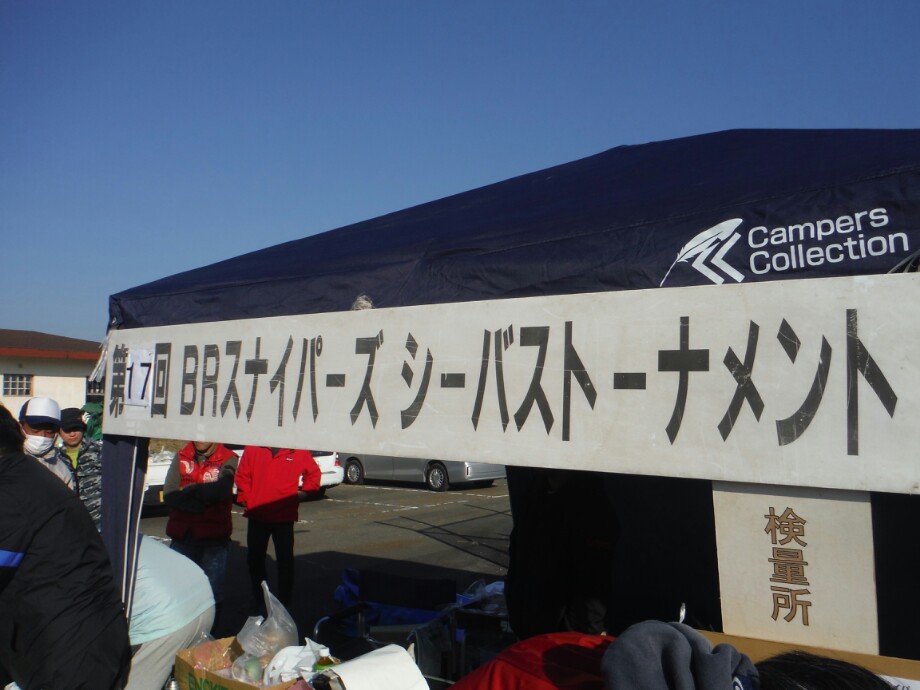 Campers
Collection
第17回 BRスナイパーズ シーバストーナメント
検量所